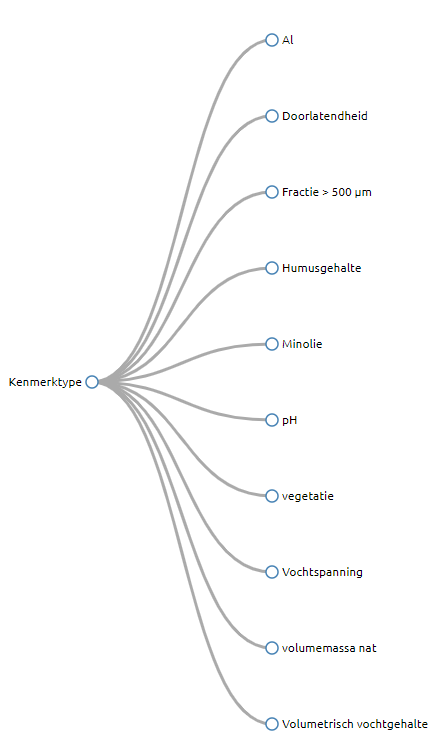 Al
Doorlatendheid
Fractie > 500 µm
Humusgehalte
Minolie
Kenmerktype
pH
vegetatie
Vochtspanning
volumemassa nat
Volumetrisch vochtgehalte